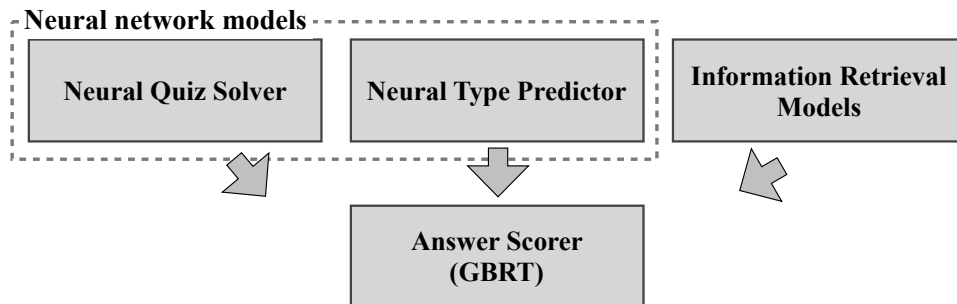 Neural network models
Neural Quiz Solver
Neural Type Predictor
Information Retrieval
Models
Answer Scorer
(GBRT)